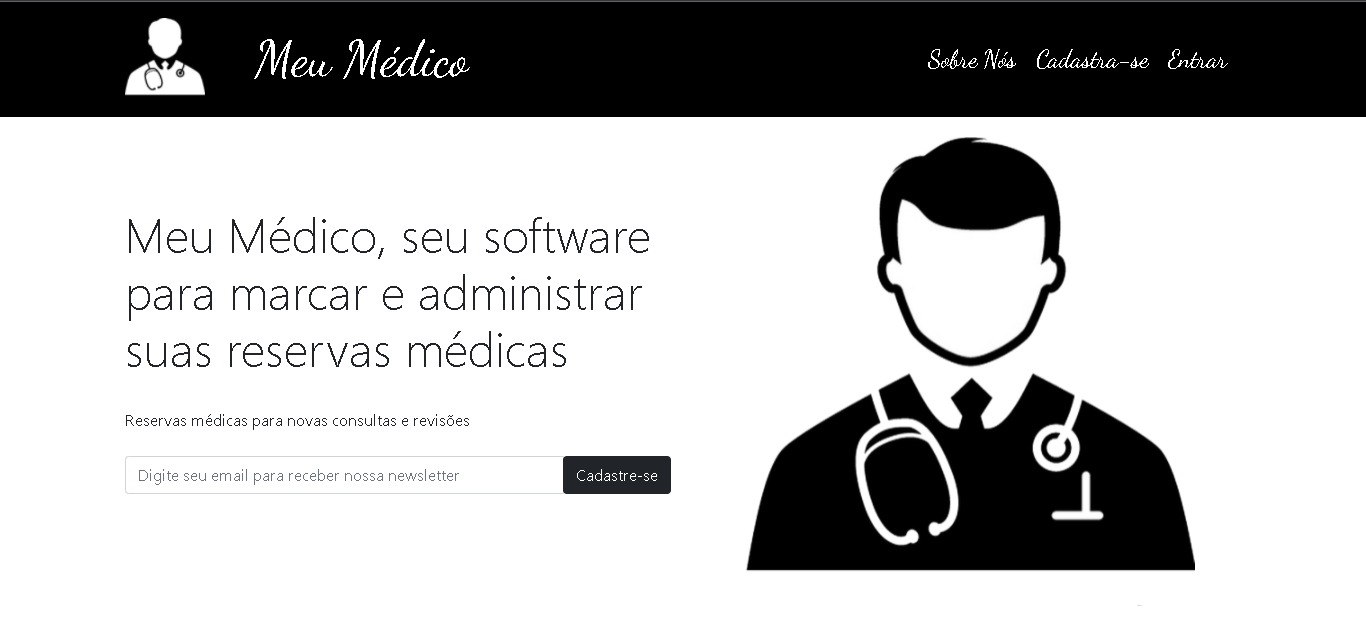 Meu Médico
Sobre Nós Cadastra-se Entrar
Meu Médico, seu software
para marcar e administrar
suas reservas médicas
Reservas médicas para novas consultas e revisões
Digite seu email para receber nossa newsletter
Cadastre-se